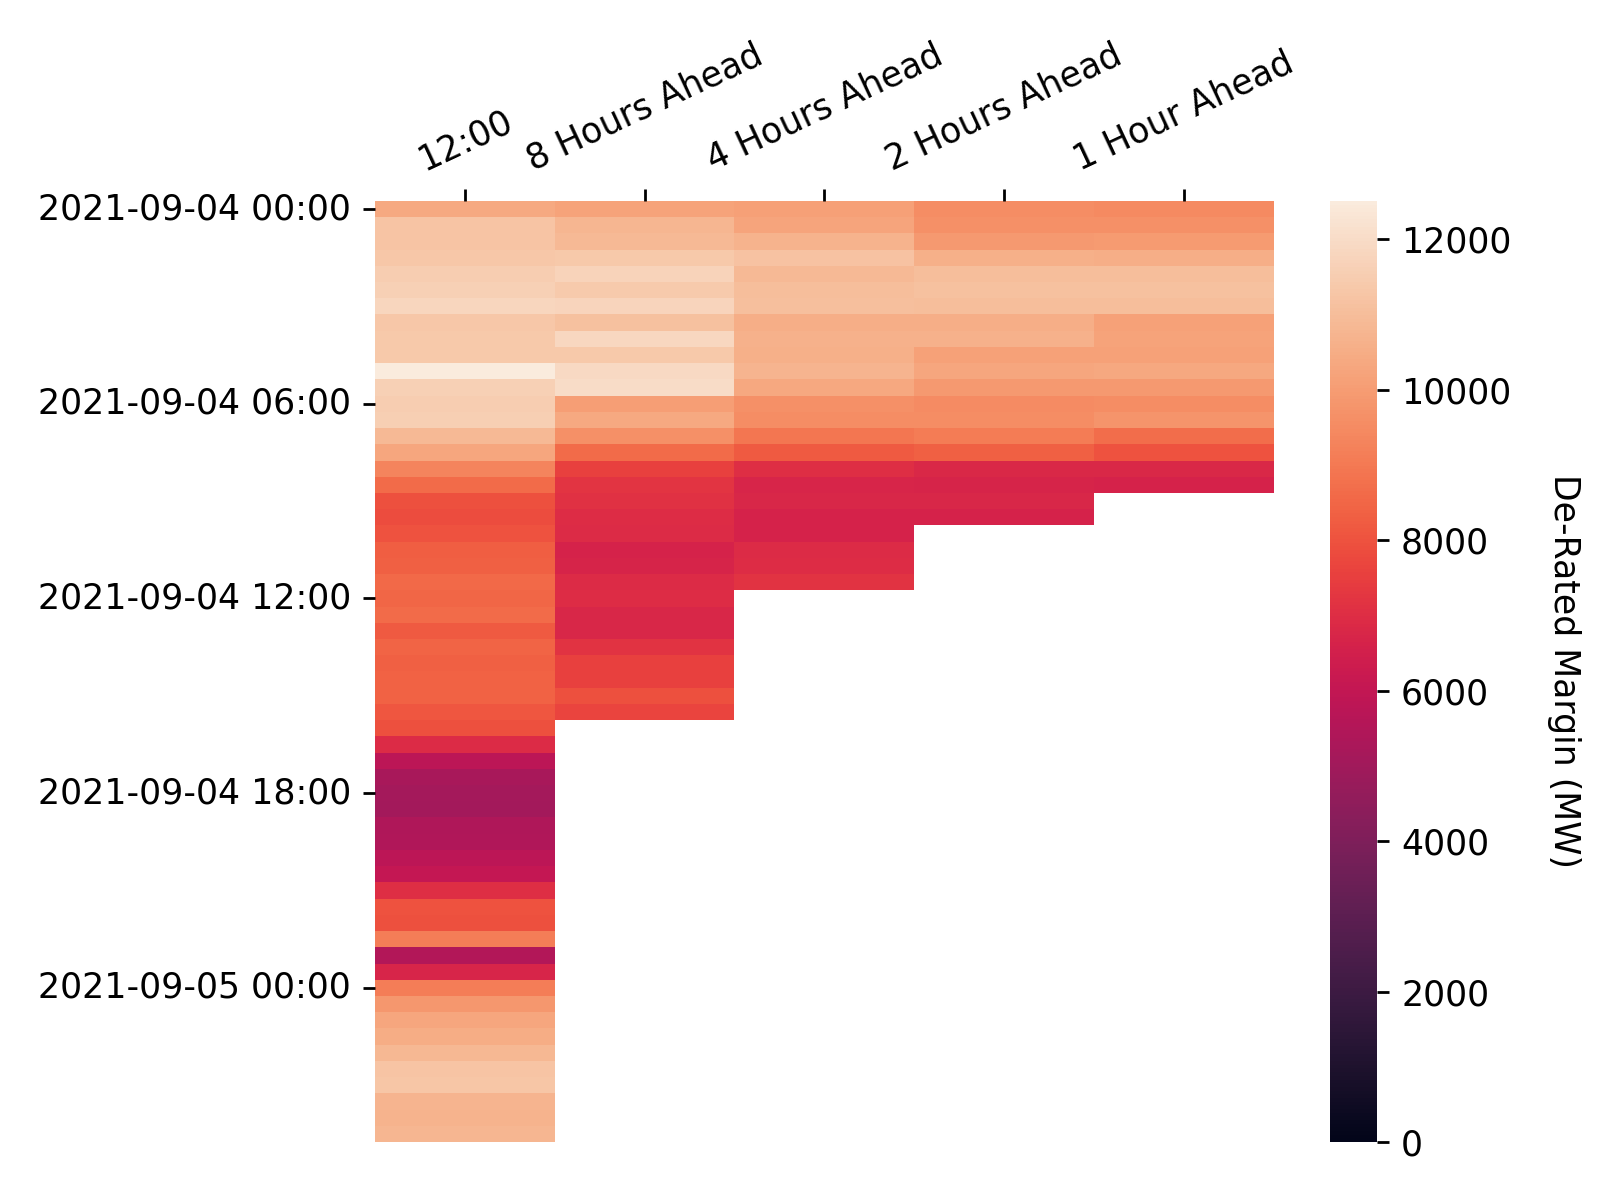 12:00
8 Hours Ahead
4 Hours Ahead
2 Hours Ahead
1 Hour Ahead
2021-09-04 00:00
2021-09-04 06:00
2021-09-04 12:00
2021-09-04 18:00
2021-09-05 00:00
12000
10000
8000
6000
4000
2000
0
De-Rated Margin (MW)